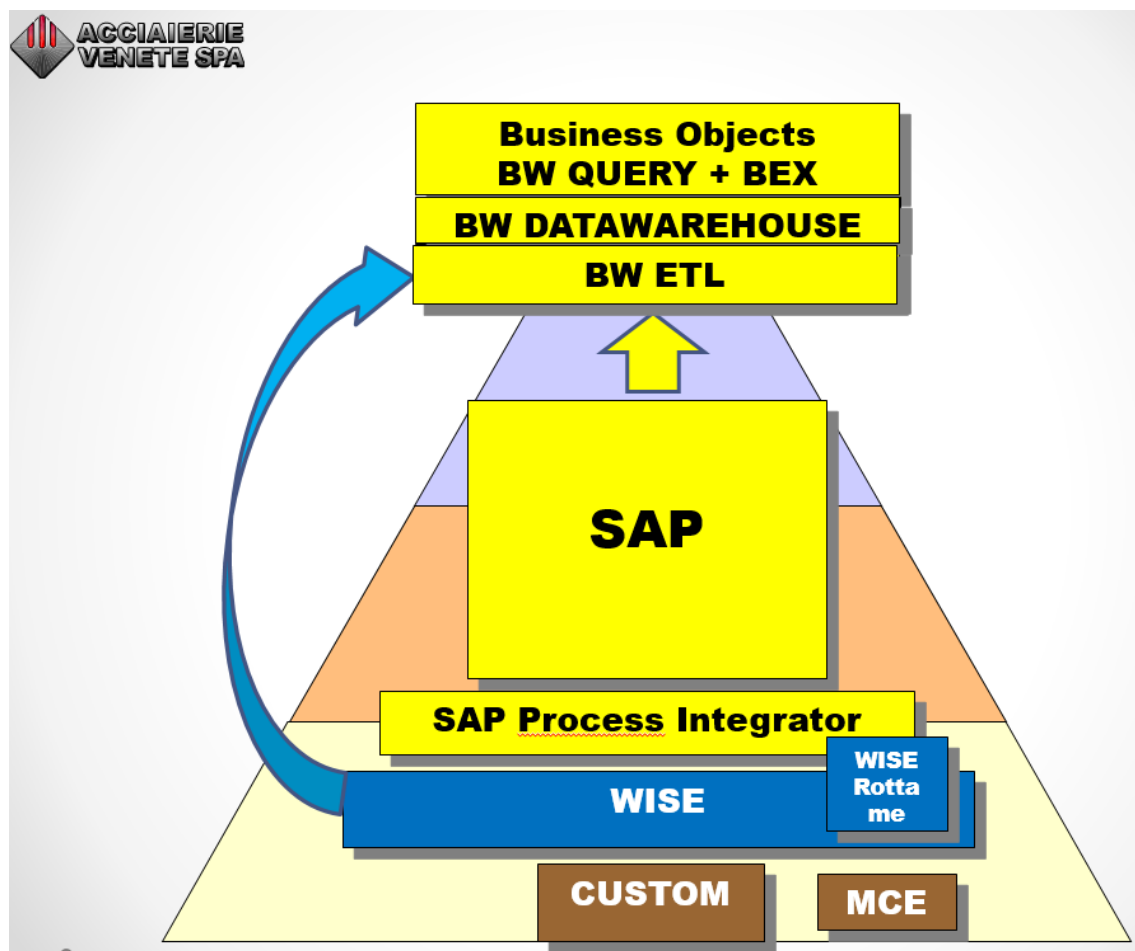 ACCIAIERIE
VENETE SPA
Business Objects
BW QUERY + BEX
BW DATAWAREHOUSE
BW ETL
SAP
SAP Process Integrator
WISE
Rotta
me
WISE
CUSTOM
MCE